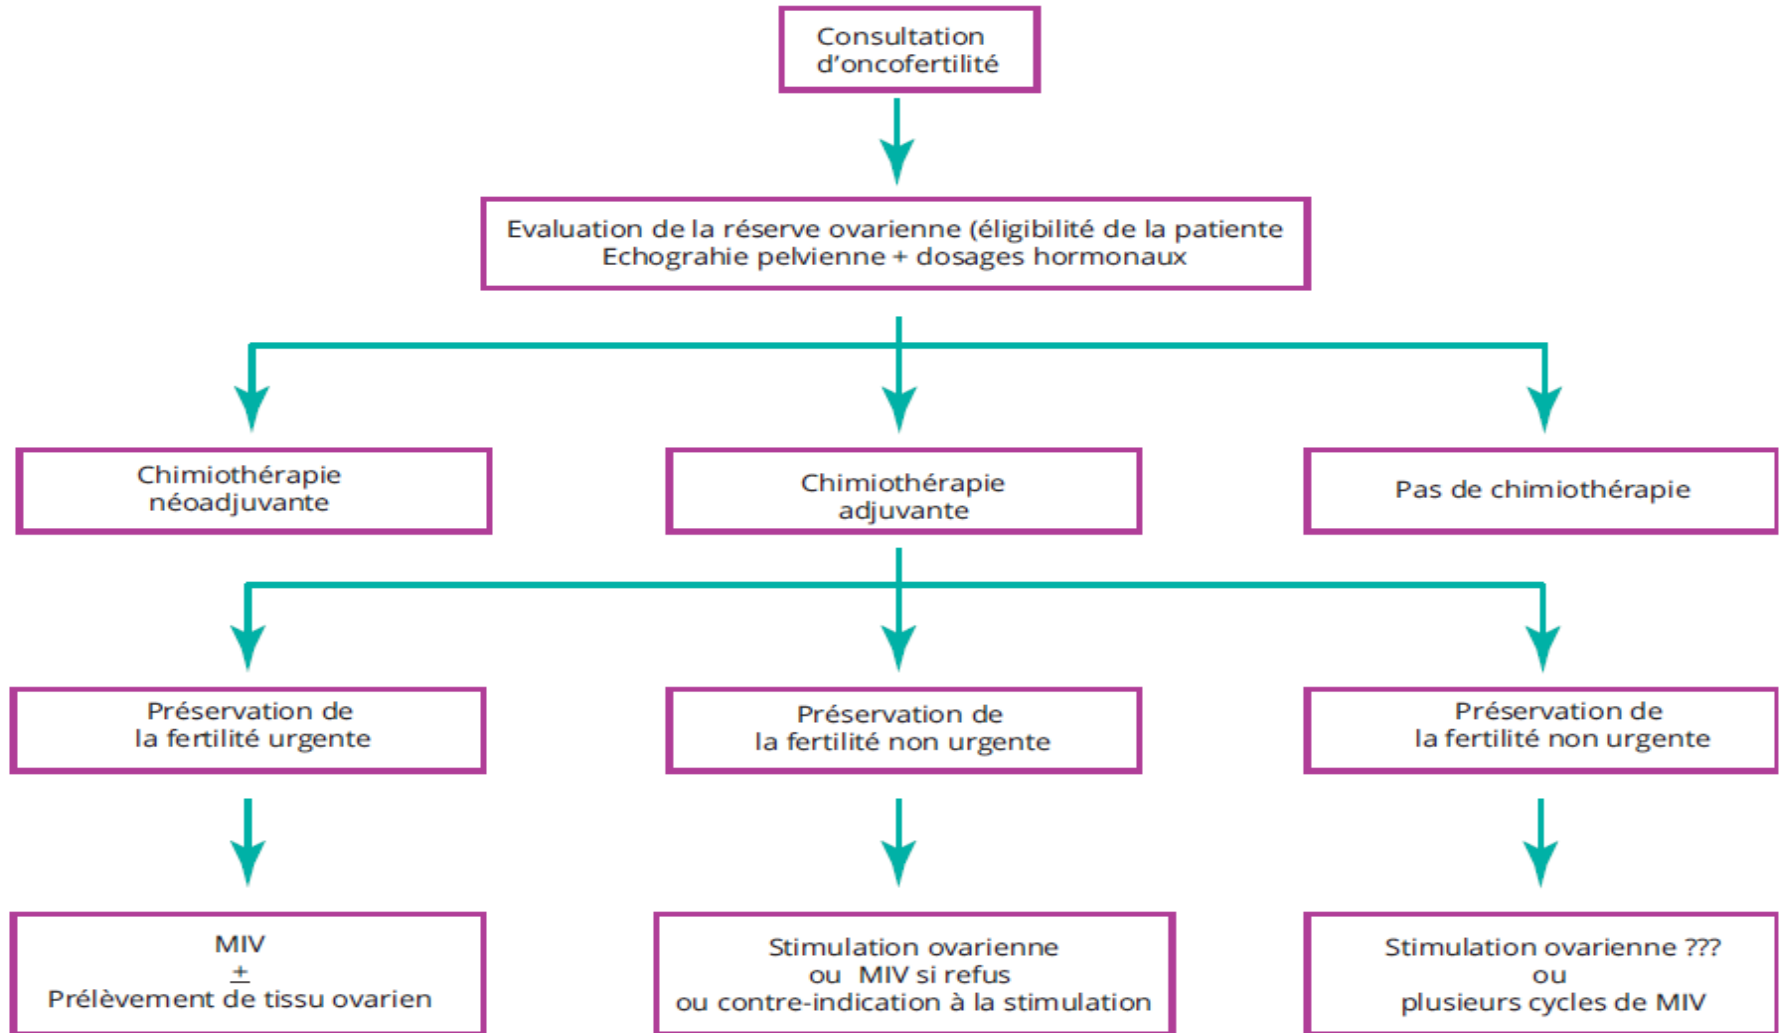 Consultation
d'oncofertilité
Evaluation de la réserve ovarienne (éligibilité de la patiente
Echograhie pelvienne + dosages hormonaux
Chimiothérapie
néoadjuvante
Chimiothérapie
adjuvante
Pas de chimiothérapie
Préservation de
la fertilité urgente
Préservation de
la fertilité non urgente
Préservation de
la fertilité non urgente
MIV
±
Prélèvement de tissu ovarien
Stimulation ovarienne
ou MIV si refus
ou contre-indication à la stimulation
Stimulation ovarienne ???
ou
plusieurs cycles de MIV